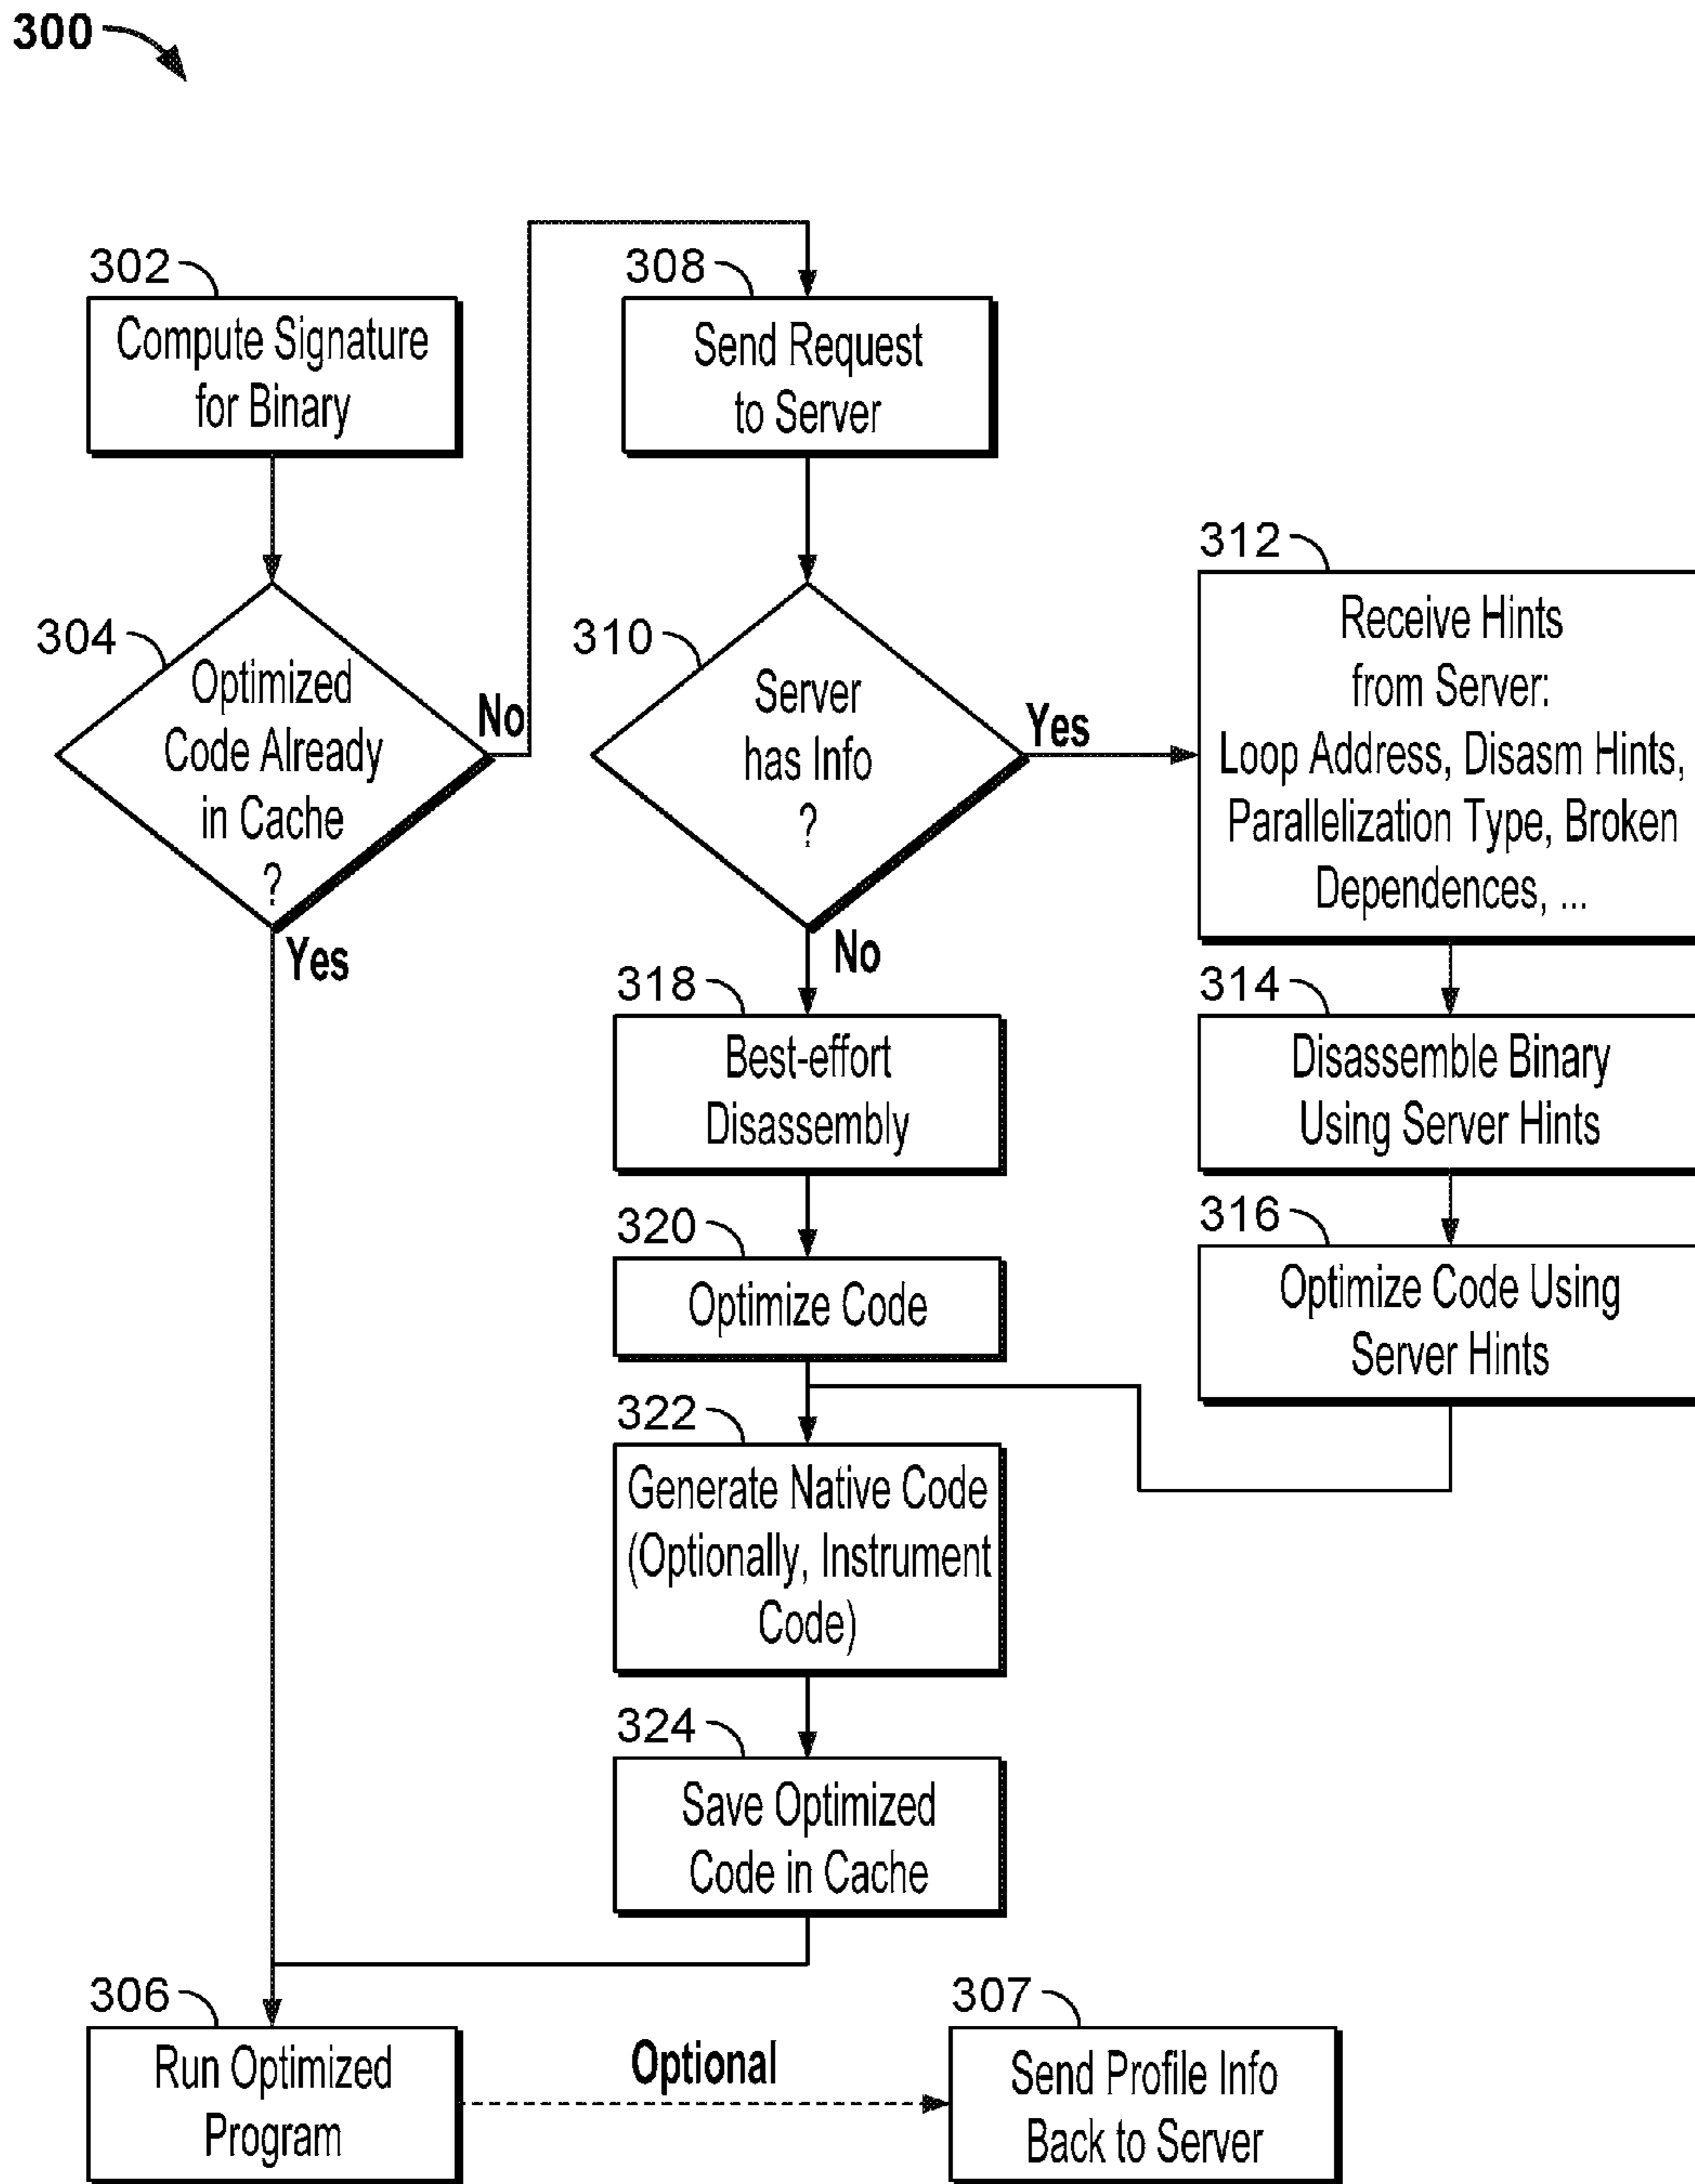 300
302
Compute Signature
for Binary
304
Optimized
Code Already
in Cache
?
No
Yes
308
Send Request
to Server
310
Server
has Info
?
Yes
No
312
Receive Hints
from Server:
Loop Address, Disasm Hints,
Parallelization Type, Broken
Dependences, ...
314
Disassemble Binary
Using Server Hints
316
Optimize Code Using
Server Hints
318
Best-effort
Disassembly
320
Optimize Code
322
Generate Native Code
(Optionally, Instrument
Code)
324
Save Optimized
Code in Cache
306
Run Optimized
Program
Optional
307
Send Profile Info
Back to Server